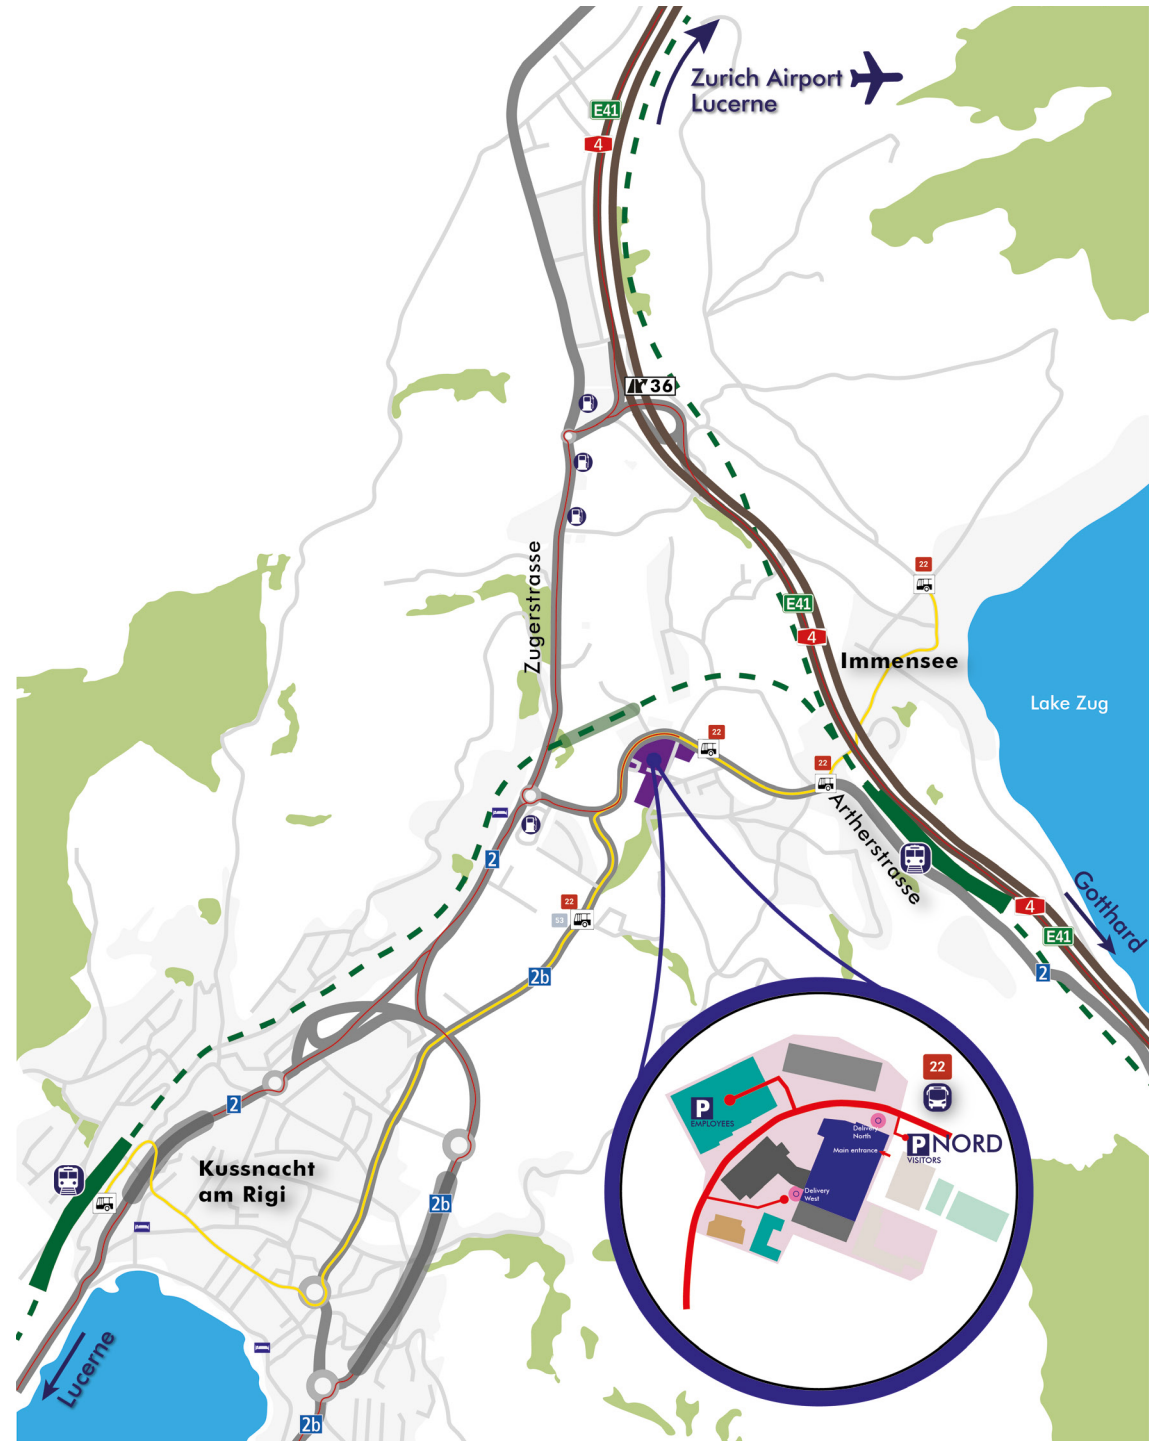 Zurich Airport
Lucerne
E41
4
36
Zugerstrasse
22
E41
4
Immensee
Lake Zug
22
22
Artherstrasse
2
22
53
4
E41
Gotthard
2
2b
22
P
EMPLOYEES
Delivery
North
Main entrance
P NORD
VISITORS
Delivery
West
2
Kussnacht
am Rigi
2b
Lucerne
2b